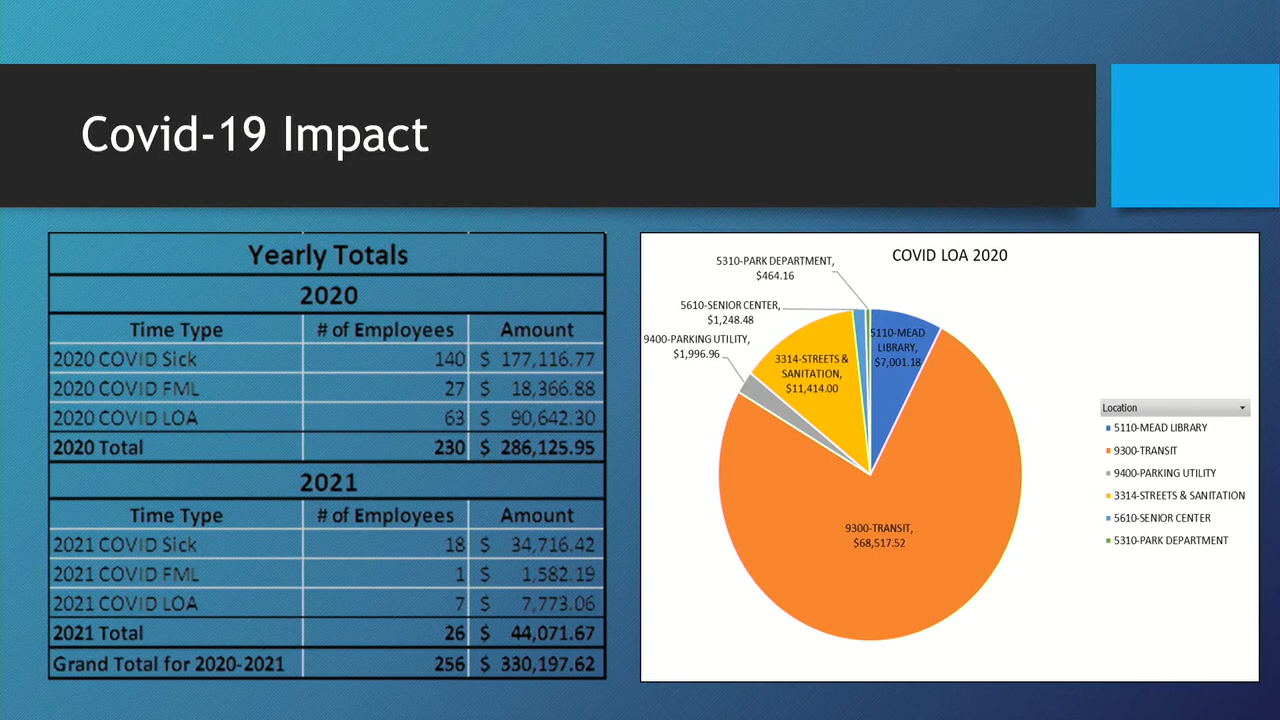 Covid-19 Impact
Yearly Totals
2020
Time Type # of Employees Amount
2020 COVID Sick 140 $ 177,116.77
2020 COVID FML 27 $ 18,366.88
2020 COVID LOA 63 $ 90,642.30
2020 Total 230 $ 286,125.95
2021
Time Type # of Employees Amount
2021 COVID Sick 18 $ 34,716.42
2021 COVID FML 1 $ 1,582.19
2021 COVID LOA 7 $ 7,773.06
2021 Total 26 $ 44,071.67
Grand Total for 2020-2021 256 $ 330,197.62
COVID LOA 2020
5310-PARK DEPARTMENT,
$464.16
5610-SENIOR CENTER,
$1,248.48
9400-PARKING UTILITY,
$1,996.96
3314-STREETS &
SANITATION,
$11,414.00
5110-MEAD
LIBRARY,
$7,001.18
9300-TRANSIT,
$68,517.52
Location
5110-MEAD LIBRARY
9300-TRANSIT
9400-PARKING UTILITY
3314-STREETS & SANITATION
5610-SENIOR CENTER
5310-PARK DEPARTMENT